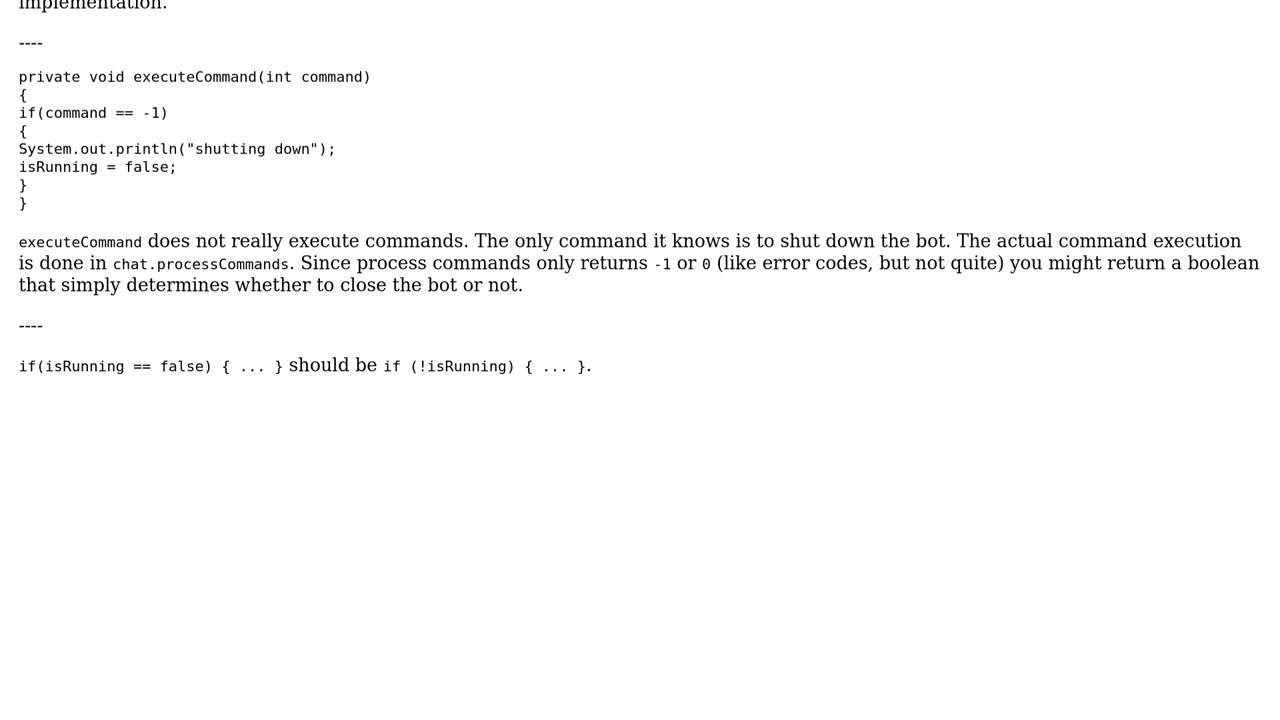 implementation.
----
private void executeCommand(int command)
{
if(command == -1)
{
System.out.println("shutting down");
isRunning = false;
}
}
executeCommand does not really execute commands. The only command it knows is to shut down the bot. The actual command execution
is done in chat.processCommands. Since process commands only returns -1 or 0 (like error codes, but not quite) you might return a boolean
that simply determines whether to close the bot or not.
----
if(isRunning == false) { ... } should be if (!isRunning) { ... }.